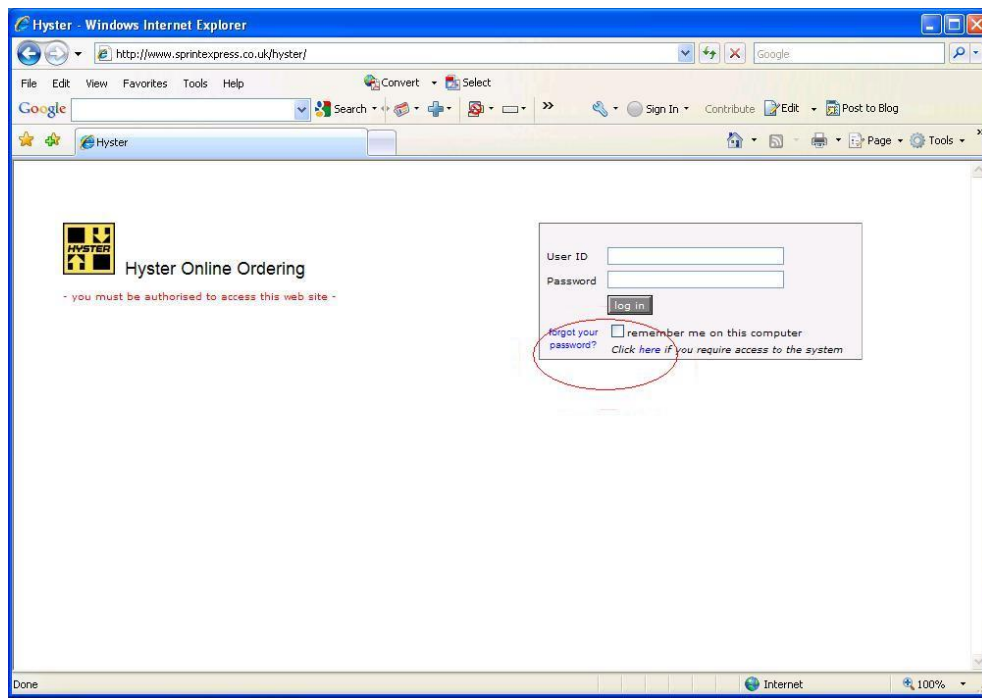 Hyster - Windows Internet Explorer
http://www.sprintexpress.co.uk/hyster/
Google
File Edit View Favorites Tools Help
Convert Select
Google
Search
»
Sign In
Contribute Edit
Post to Blog
Hyster
Page Tools
»
HYSTER
Hyster Online Ordering
- you must be authorised to access this web site -
User ID
Password
log in
forgot your
password?
remember me on this computer
Click here if you require access to the system
Done
Internet
100%